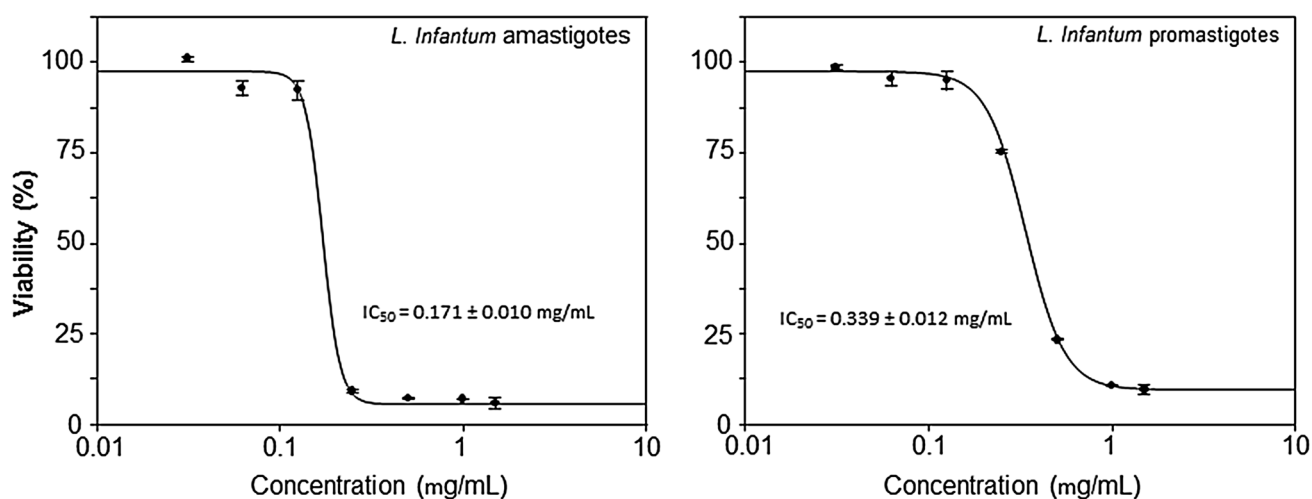 L. Infantum amastigotes
100
75
50
25
0
Viability (%)
IC50 = 0.171 ± 0.010 mg/mL
0.01
0.1
1
10
Concentration (mg/mL)
L. Infantum promastigotes
100
75
50
25
0
IC50 = 0.339 ± 0.012 mg/mL
0.01
0.1
1
10
Concentration (mg/mL)